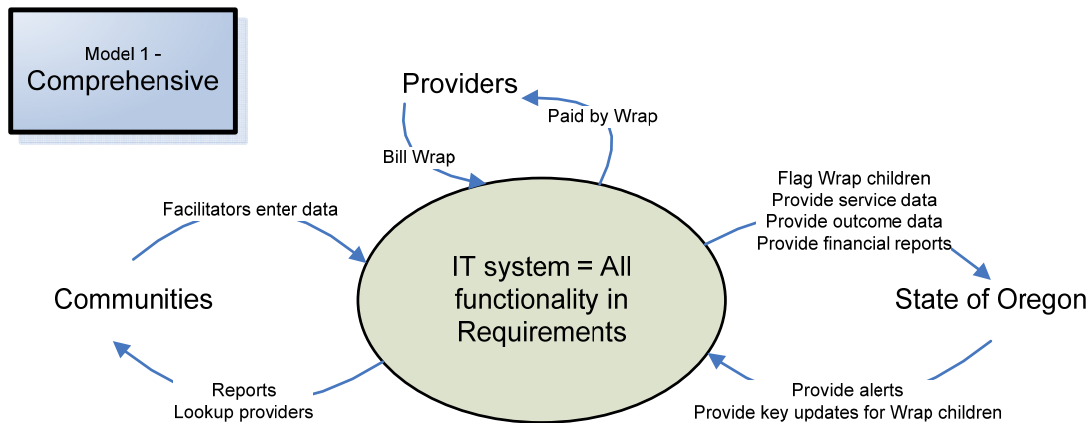 Model 1 -
Comprehensive
Providers
Paid by Wrap
Bill Wrap
Flag Wrap children
Provide service data
Provide outcome data
Provide financial reports
Facilitators enter data
IT system = All
functionality in
Requirements
Communities
State of Oregon
Reports
Lookup providers
Provide alerts
Provide key updates for Wrap children